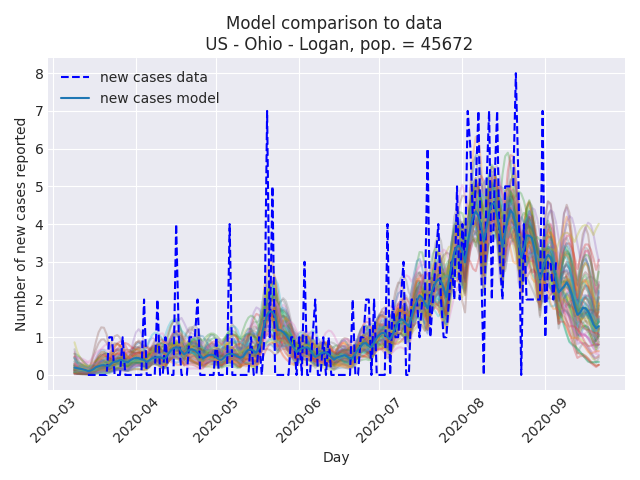 Model comparison to data
US - Ohio - Logan, pop. = 45672
new cases data
new cases model
Number of new cases reported
8
7
6
5
4
3
2
1
0
2020-03
2020-04
2020-05
2020-06
2020-07
2020-08
2020-09
Day